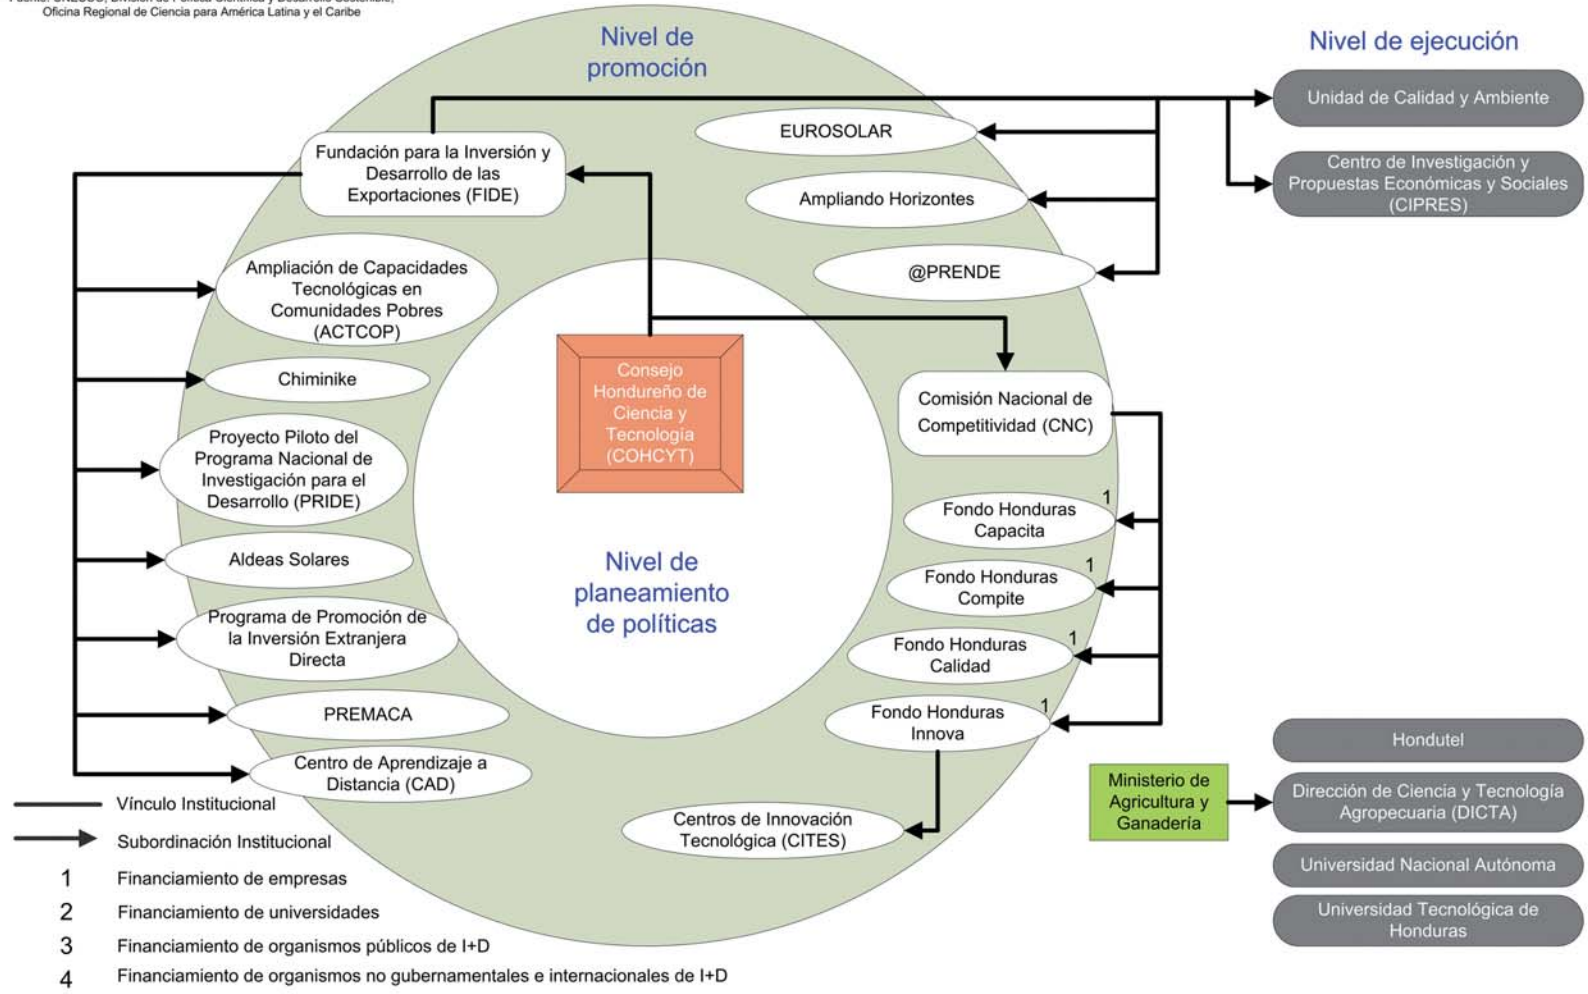 Fuente: UNESCO, División de Política Científica y Desarrollo Sostenible,
Oficina Regional de Ciencia para América Latina y el Caribe
Nivel de
promoción
Nivel de ejecución
Unidad de Calidad y Ambiente
EUROSOLAR
Fundación para la Inversión y
Desarrollo de las
Exportaciones (FIDE)
Centro de Investigación y
Propuestas Económicas y Sociales
(CIPRES)
Ampliando Horizontes
@PRENDE
Ampliación de Capacidades
Tecnológicas en
Comunidades Pobres
(ACTCOP)
Chiminike
Consejo
Hondureño de
Ciencia y
Tecnología
(COHCYT)
Comisión Nacional de
Competitividad (CNC)
Proyecto Piloto del
Programa Nacional de
Investigación para el
Desarrollo (PRIDE)
1
Fondo Honduras
Capacita
Aldeas Solares
Nivel de
planeamiento
de políticas
1
Fondo Honduras
Compite
Programa de Promoción de
la Inversión Extranjera
Directa
1
Fondo Honduras
Calidad
PREMACA
1
Fondo Honduras
Innova
Centro de Aprendizaje a
Distancia (CAD)
Centros de Innovación
Tecnológica (CITES)
Ministerio de
Agricultura y
Ganadería
Hondutel
Dirección de Ciencia y Tecnología
Agropecuaria (DICTA)
Universidad Nacional Autónoma
Universidad Tecnológica de
Honduras
Vínculo Institucional
Subordinación Institucional
1 Financiamiento de empresas
2 Financiamiento de universidades
3 Financiamiento de organismos públicos de I+D
4 Financiamiento de organismos no gubernamentales e internacionales de I+D